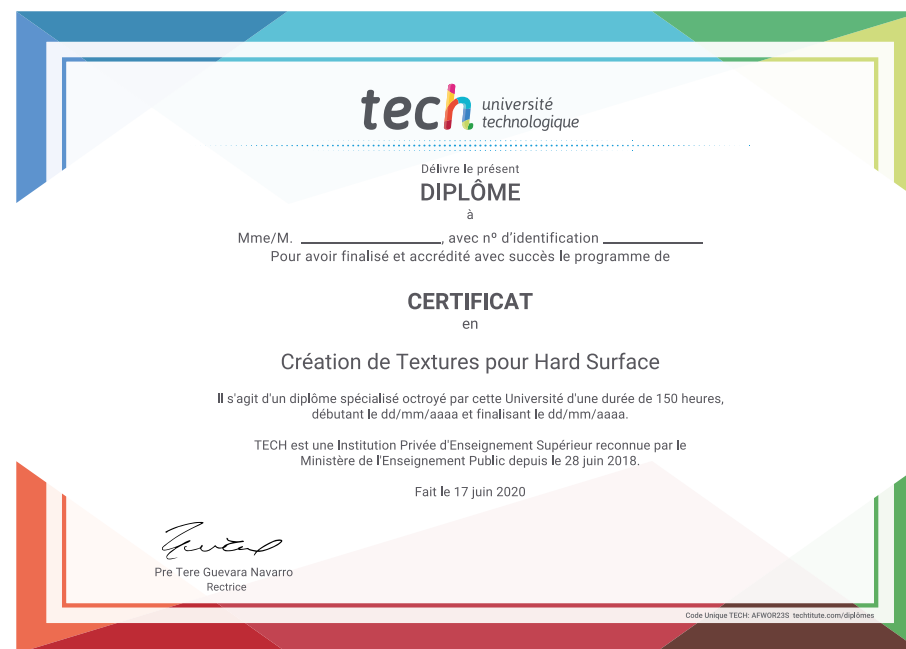 tech université
technologique
Délivre le présent
DIPLÔME
à
Mme/M. ____________________, avec nº d'identification ______________
Pour avoir finalisé et accrédité avec succès le programme de
CERTIFICAT
en
Création de Textures pour Hard Surface
Il s'agit d'un diplôme spécialisé octroyé par cette Université d'une durée de 150 heures,
débutant le dd/mm/aaaa et finalisant le dd/mm/aaaa.
TECH est une Institution Privée d'Enseignement Supérieur reconnue par le
Ministère de l'Enseignement Public depuis le 28 juin 2018.
Fait le 17 juin 2020
Pre Tere Guevara Navarro
Rectrice
Code Unique TECH: AFWOR23S techtitute.com/diplômes